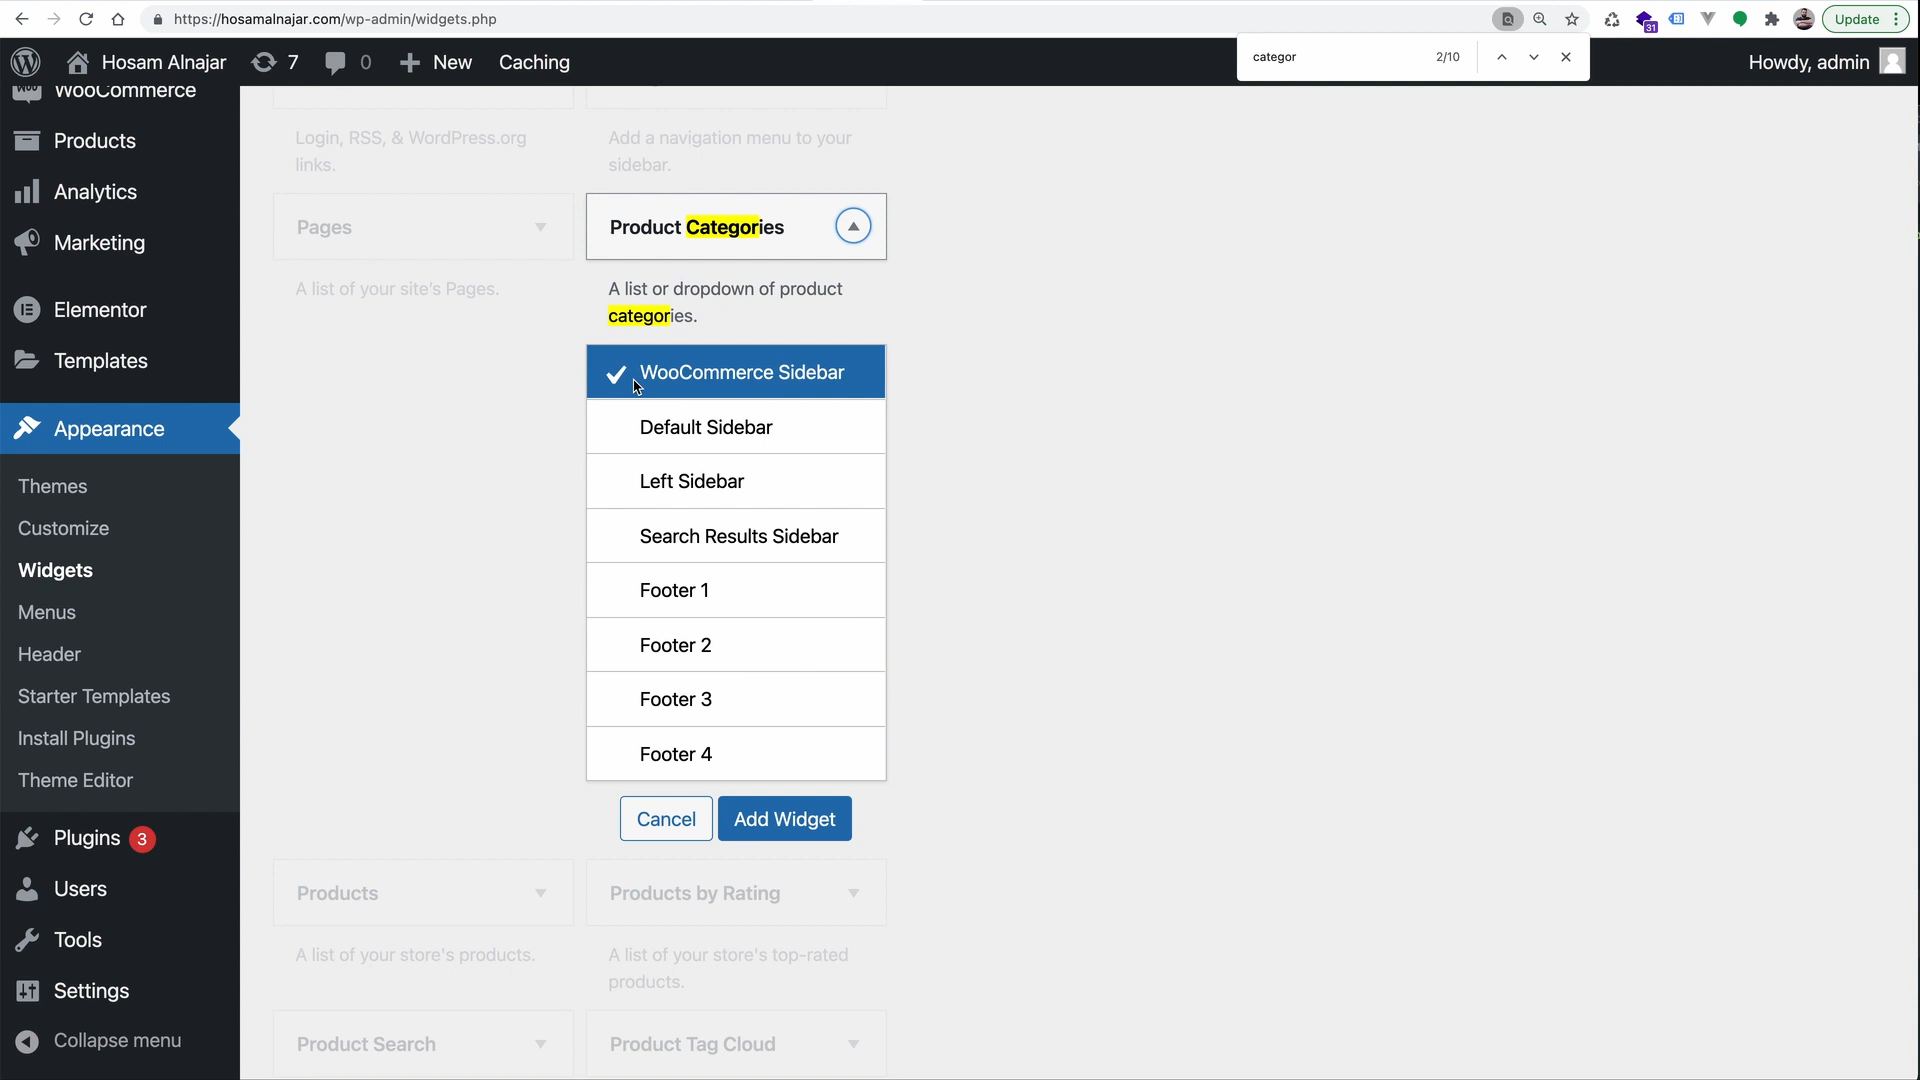 https://hosamalnajar.com/wp-admin/widgets.php
31
Update
categor
2/10
Hosam Alnajar
7
0
New
Caching
Howdy, admin
WooCommerce
Products
Analytics
Marketing
Elementor
Templates
Appearance
Themes
Customize
Widgets
Menus
Header
Starter Templates
Install Plugins
Theme Editor
Plugins 3
Users
Tools
Settings
Collapse menu
Login, RSS, & WordPress.org
links.
Add a navigation menu to your
sidebar.
Pages
A list of your site's Pages.
Product Categories
A list or dropdown of product
categories.
WooCommerce Sidebar
Default Sidebar
Left Sidebar
Search Results Sidebar
Footer 1
Footer 2
Footer 3
Footer 4
Cancel
Add Widget
Products
A list of your store's products.
Products by Rating
A list of your store's top-rated
products.
Product Search
Product Tag Cloud